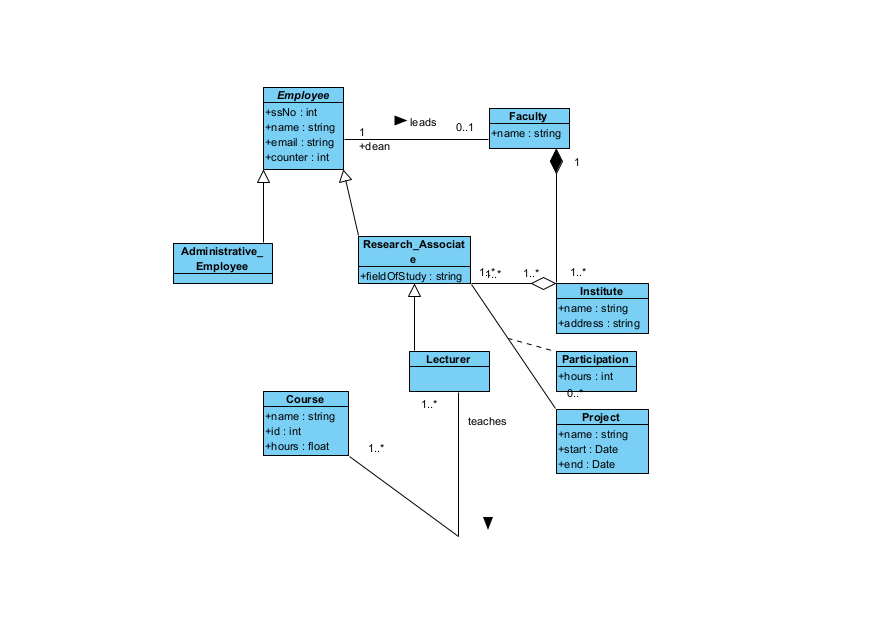 Employee
+ssNo : int
+name : string
+email : string
+counter : int
1
+dean
leads
0..1
Faculty
+name : string
1
Administrative_
Employee
Research_Associat
e
+fieldOfStudy : string
1..*
1..*
1..*
1..*
Institute
+name : string
+address : string
Lecturer
1..*
teaches
Participation
+hours : int
0..*
Project
+name : string
+start : Date
+end : Date
Course
+name : string
+id : int
+hours : float
1..*